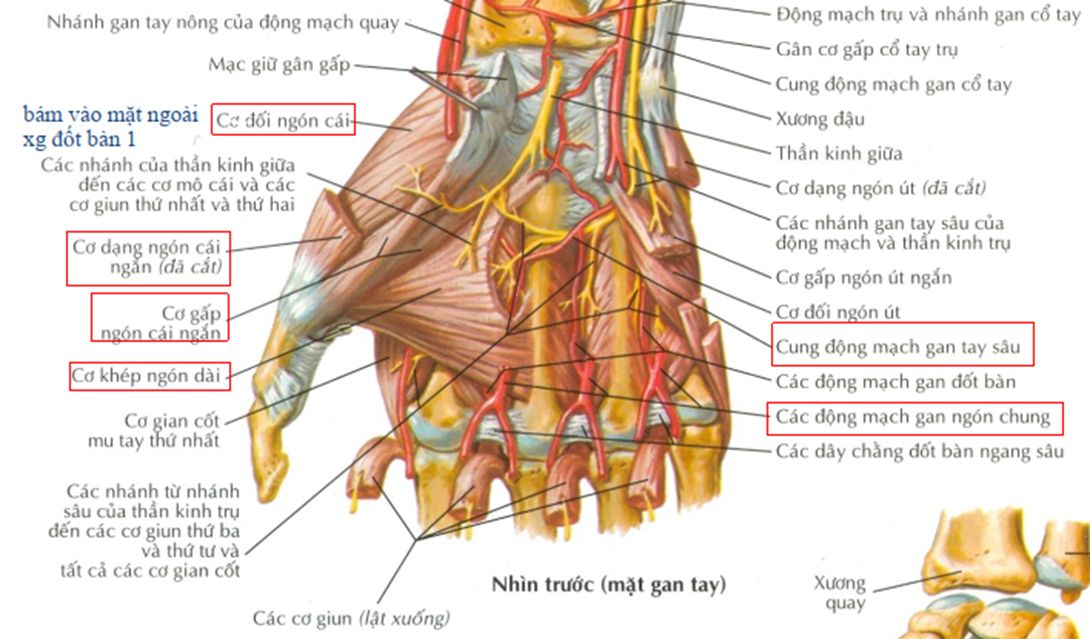 Nhánh gan tay nông của động mạch quay
Mạc giữ gân gấp
bám vào mặt ngoài
xg đốt bàn 1
Cơ đối ngón cái
Các nhánh của thần kinh giữa
đến các cơ mô cái và các
cơ giun thứ nhất và thứ hai
Cơ dạng ngón cái
ngắn (đã cắt)
Cơ gấp
ngón cái ngắn
Cơ khép ngón dài
Cơ gian cốt
mu tay thứ nhất
Các nhánh từ nhánh
sâu của thần kinh trụ
đến các cơ giun thứ ba
và thứ tư và
tất cả các cơ gian cốt
Các cơ giun (lật xuống)
Động mạch trụ và nhánh gan cổ tay
Gân cơ gấp cổ tay trụ
Cung động mạch gan cổ tay
Xương đậu
Thần kinh giữa
Cơ dạng ngón út (đã cắt)
Các nhánh gan tay sâu của
động mạch và thần kinh trụ
Cơ gấp ngón út ngắn
Cơ đối ngón út
Cung động mạch gan tay sâu
Các động mạch gan đốt bàn
Các động mạch gan ngón chung
Các dây chằng đốt bàn ngang sâu
Nhìn trước (mặt gan tay)
Xương
quay